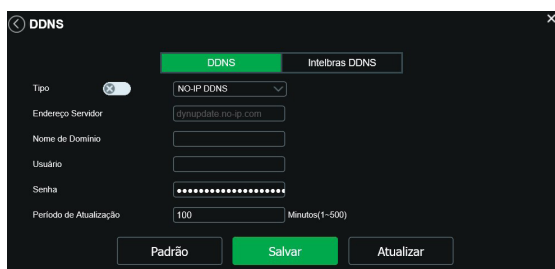 DDNS
DDNS Intelbras DDNS
Tipo NO-IP DDNS
Endereço Servidor dynupdate.no-ip.com
Nome de Domínio
Usuário
Senha ••••••••••••••••••••
Período de Atualização 100 Minutos(1~500)
Padrão Salvar Atualizar